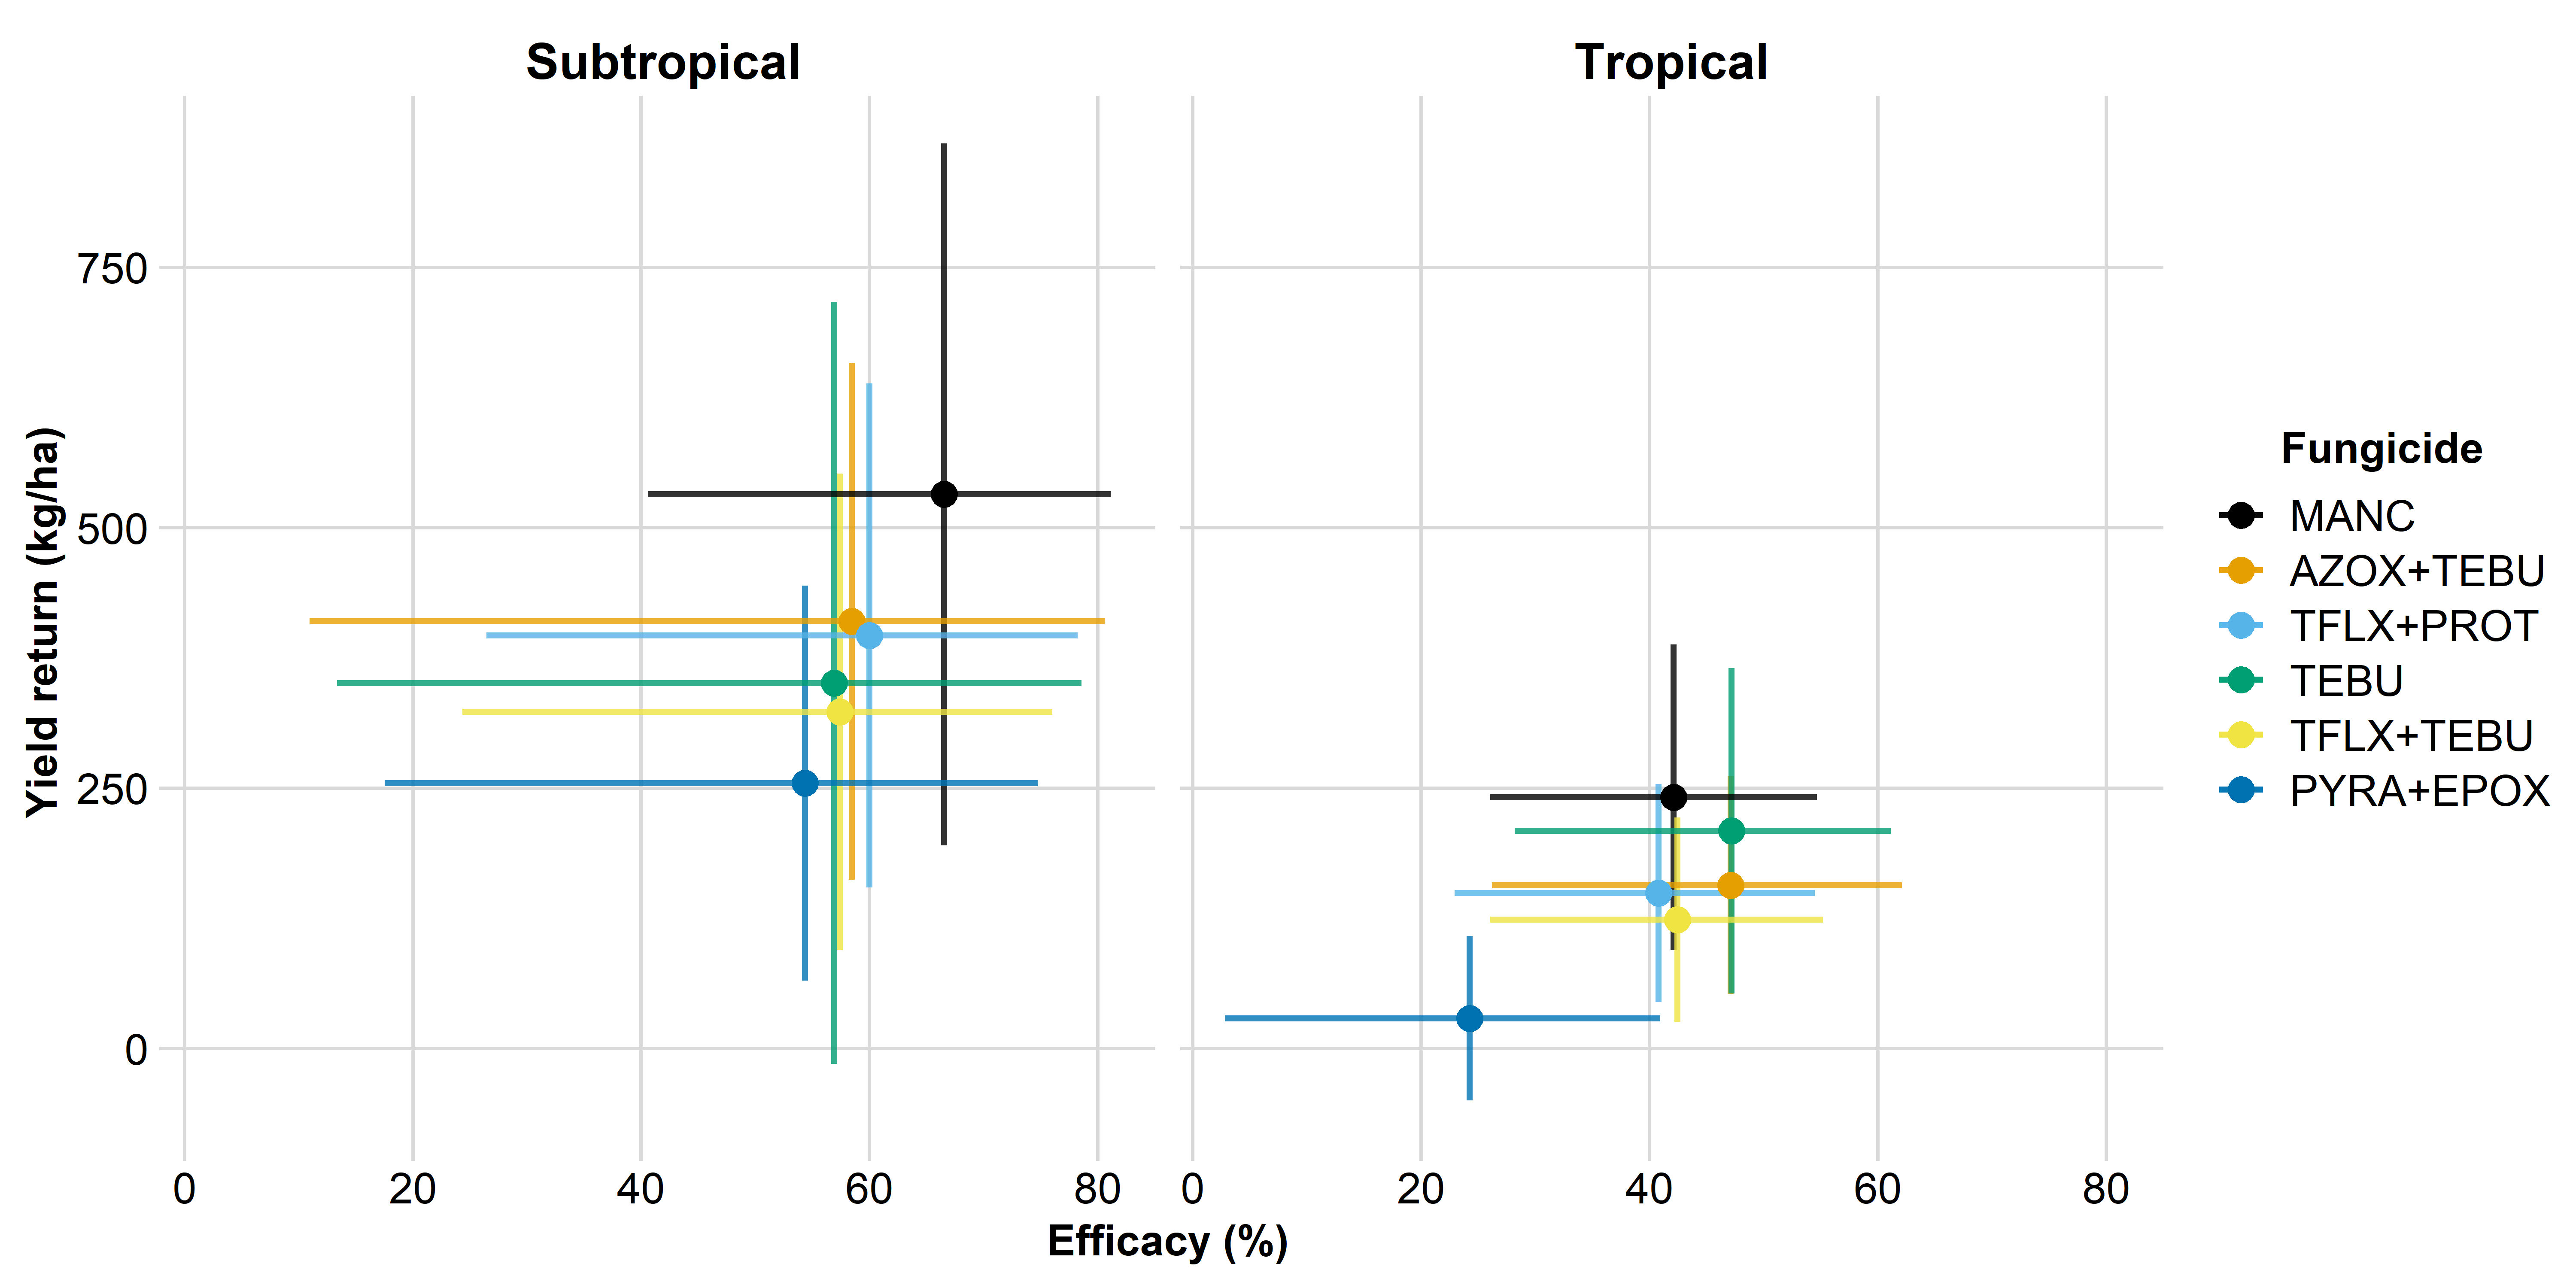 Subtropical
Tropical
Yield return (kg/ha)
750
500
250
0
0 20 40 60 80
0 20 40 60 80
Efficacy (%)
Fungicide
MANC
AZOX+TEBU
TFLX+PROT
TEBU
TFLX+TEBU
PYRA+EPOX